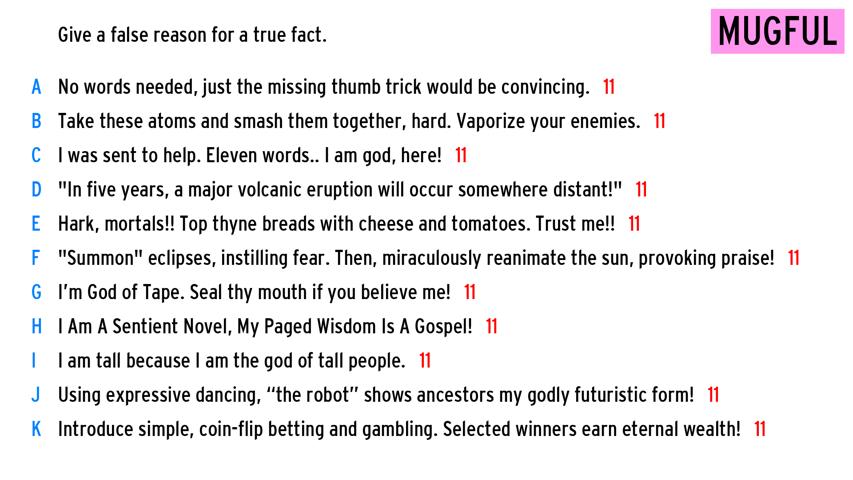 Give a false reason for a true fact.
MUGFUL
A No words needed, just the missing thumb trick would be convincing. 11
B Take these atoms and smash them together, hard. Vaporize your enemies. 11
C I was sent to help. Eleven words.. I am god, here! 11
D "In five years, a major volcanic eruption will occur somewhere distant!" 11
E Hark, mortals!! Top thyne breads with cheese and tomatoes. Trust me!! 11
F "Summon" eclipses, instilling fear. Then, miraculously reanimate the sun, provoking praise! 11
G I'm God of Tape. Seal thy mouth if you believe me! 11
H I Am A Sentient Novel, My Paged Wisdom Is A Gospel! 11
I I am tall because I am the god of tall people. 11
J Using expressive dancing, “the robot” shows ancestors my godly futuristic form! 11
K Introduce simple, coin-flip betting and gambling. Selected winners earn eternal wealth! 11